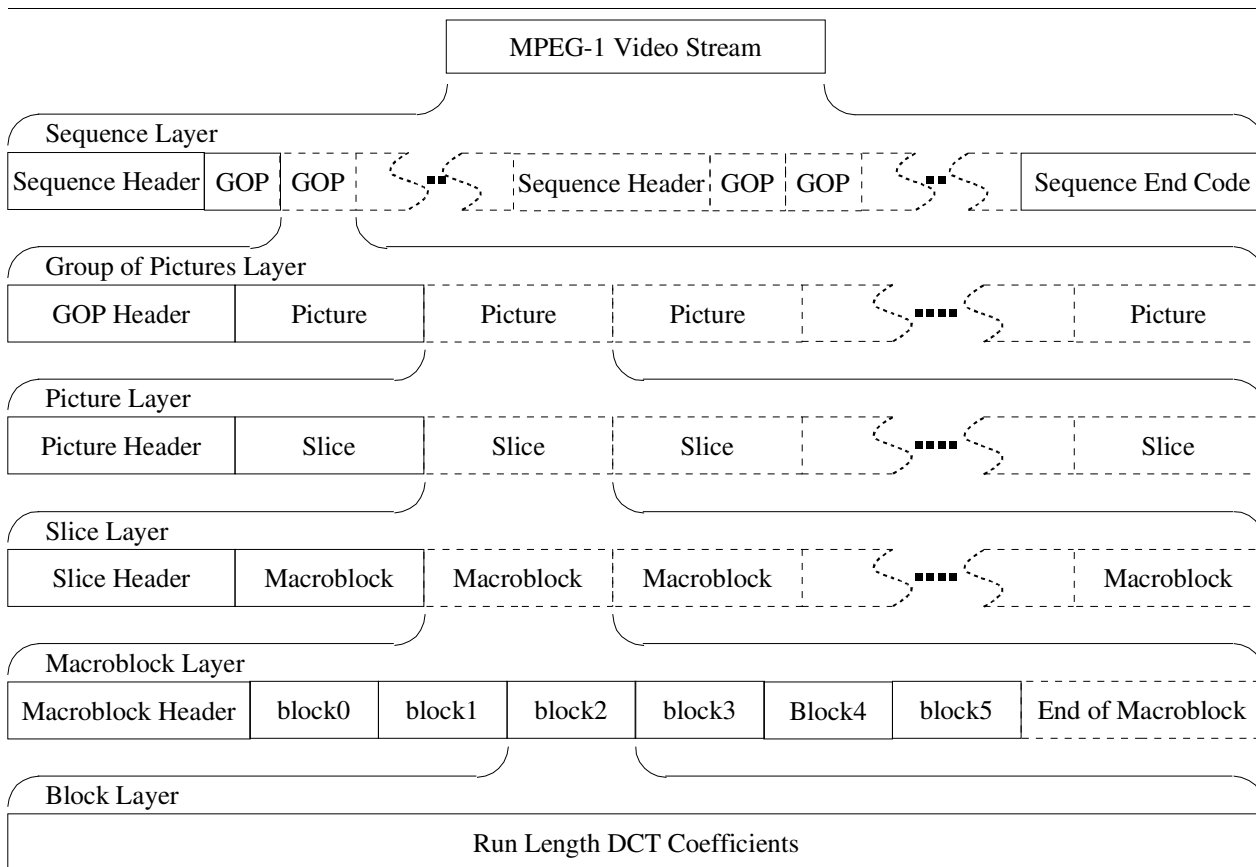 MPEG-1 Video Stream
Sequence Layer
Sequence Header GOP GOP Sequence Header GOP GOP Sequence End Code
Group of Pictures Layer
GOP Header Picture Picture Picture Picture
Picture Layer
Picture Header Slice Slice Slice Slice
Slice Layer
Slice Header Macroblock Macroblock Macroblock Macroblock
Macroblock Layer
Macroblock Header block0 block1 block2 block3 Block4 block5 End of Macroblock
Block Layer
Run Length DCT Coefficients